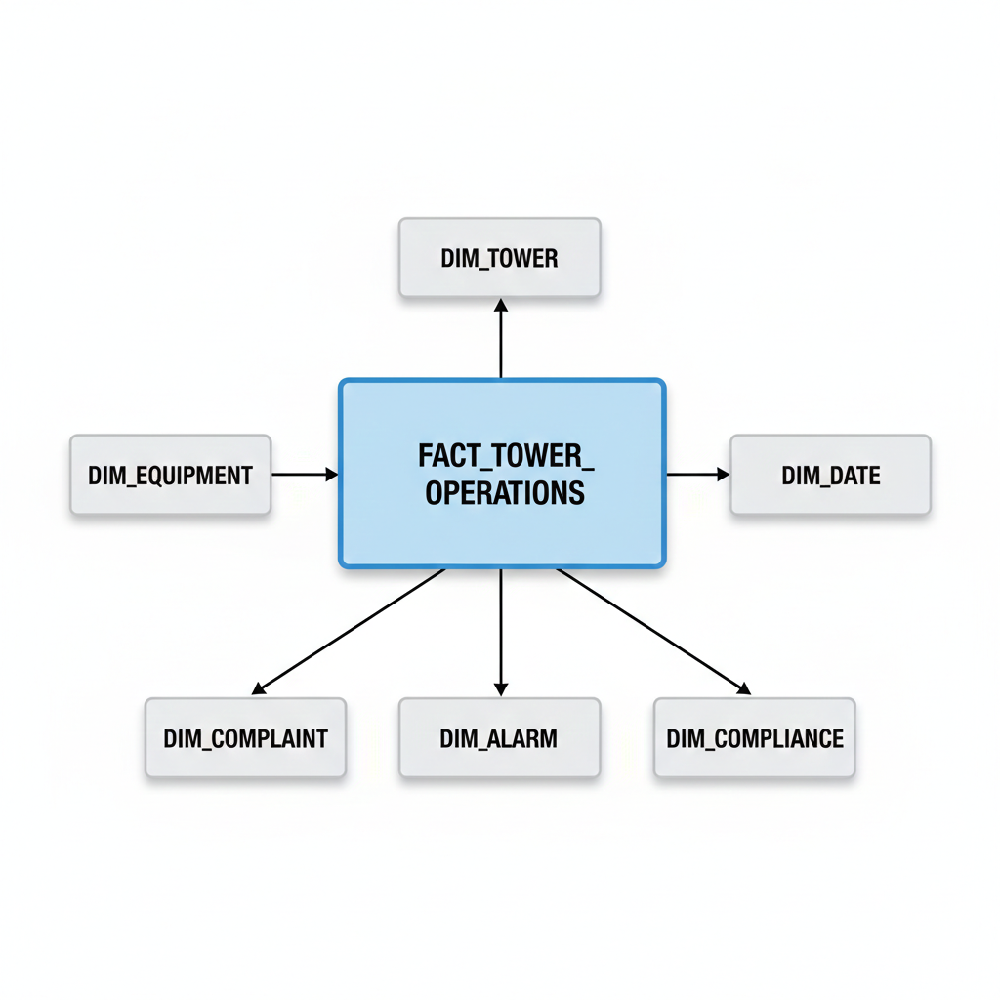 DIM_TOWER
DIM_EQUIPMENT
FACT_TOWER_
OPERATIONS
DIM_DATE
DIM_COMPLAINT
DIM_ALARM
DIM_COMPLIANCE